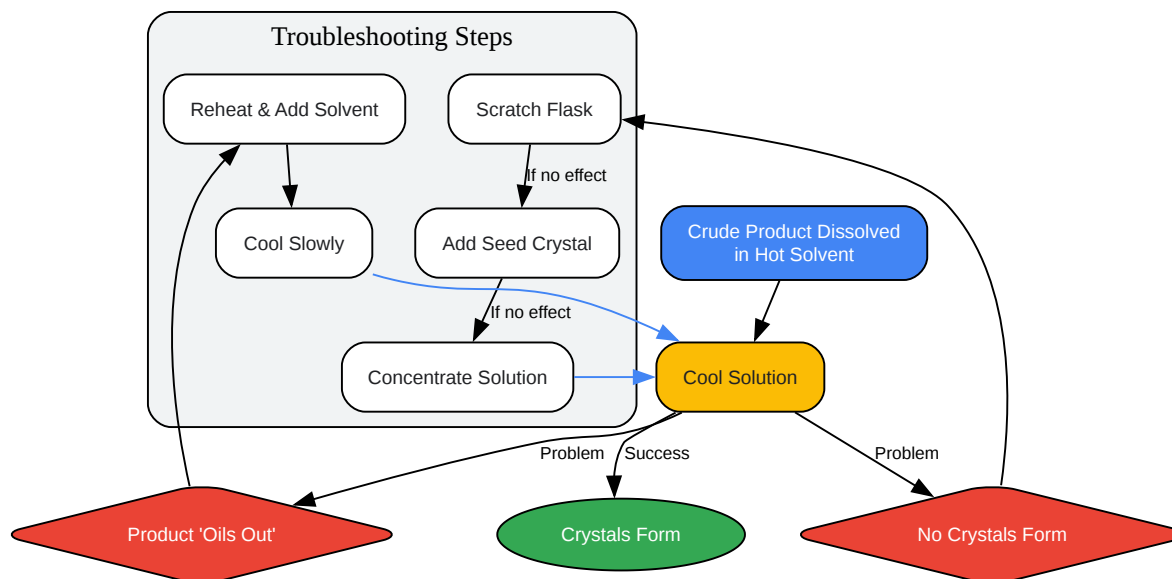 Troubleshooting Steps
Reheat & Add Solvent
Scratch Flask
If no effect
Cool Slowly
Add Seed Crystal
Crude Product Dissolved
in Hot Solvent
If no effect
Concentrate Solution
Cool Solution
Problem
Success
Problem
Product 'Oils Out'
Crystals Form
No Crystals Form